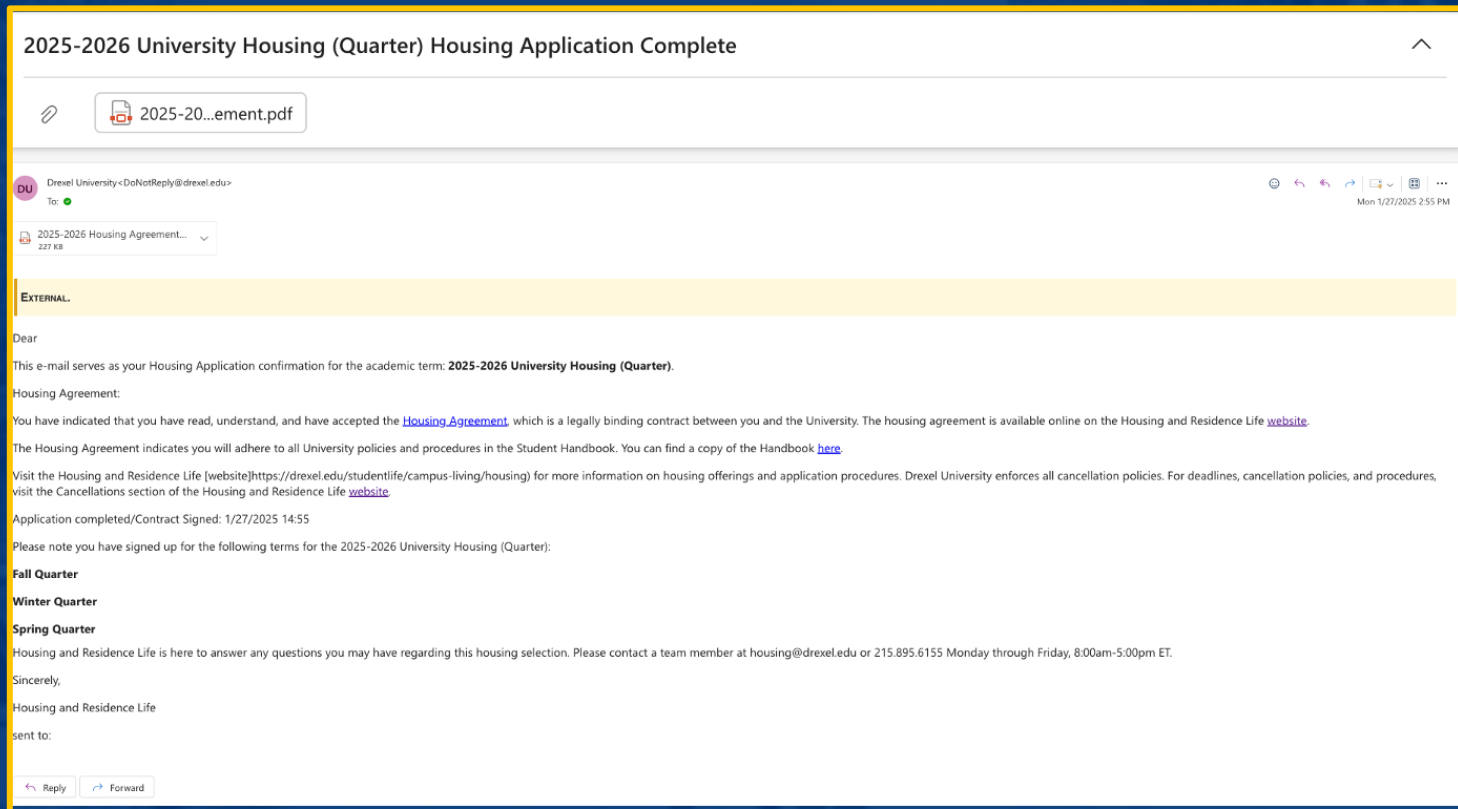 2025-2026 University Housing (Quarter) Housing Application Complete
2025-20...ement.pdf
DU
Drexel University<DoNotReply@drexel.edu>
To:
Mon 1/27/2025 2:55 PM
2025-2026 Housing Agreement...
227 KB
EXTERNAL.
Dear
This e-mail serves as your Housing Application confirmation for the academic term: 2025-2026 University Housing (Quarter).
Housing Agreement:
You have indicated that you have read, understand, and have accepted the Housing Agreement, which is a legally binding contract between you and the University. The housing agreement is available online on the Housing and Residence Life website.
The Housing Agreement indicates you will adhere to all University policies and procedures in the Student Handbook. You can find a copy of the Handbook here.
Visit the Housing and Residence Life [website]https://drexel.edu/studentlife/campus-living/housing) for more information on housing offerings and application procedures. Drexel University enforces all cancellation policies. For deadlines, cancellation policies, and procedures,
visit the Cancellations section of the Housing and Residence Life website.
Application completed/Contract Signed: 1/27/2025 14:55
Please note you have signed up for the following terms for the 2025-2026 University Housing (Quarter):
Fall Quarter
Winter Quarter
Spring Quarter
Housing and Residence Life is here to answer any questions you may have regarding this housing selection. Please contact a team member at housing@drexel.edu or 215.895.6155 Monday through Friday, 8:00am-5:00pm ET.
Sincerely,
Housing and Residence Life
sent to:
Reply
Forward